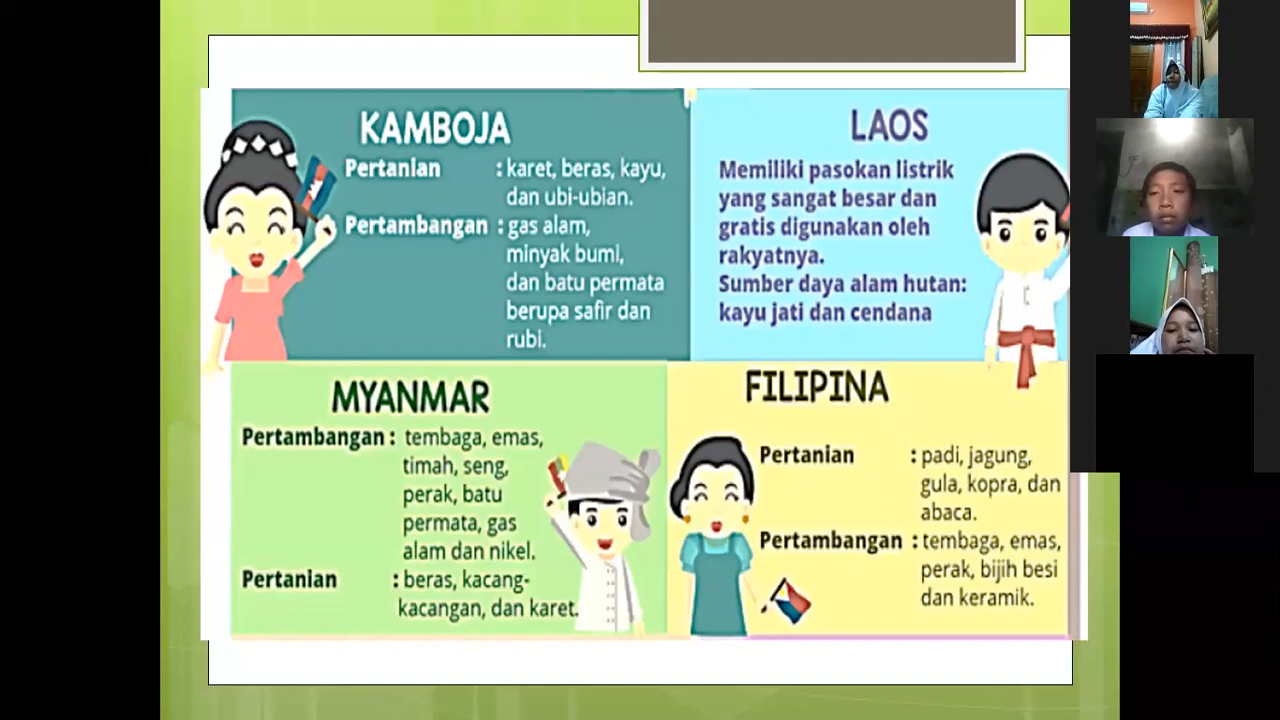 KAMBOJA
Pertanian : karet, beras, kayu,
dan ubi-ubian.
Pertambangan : gas alam,
minyak bumi,
dan batu permata
berupa safir dan
rubi.
LAOS
Memiliki pasokan listrik
yang sangat besar dan
gratis digunakan oleh
rakyatnya.
Sumber daya alam hutan:
kayu jati dan cendana
MYANMAR
Pertambangan : tembaga, emas,
timah, seng,
perak, batu
permata, gas
alam dan nikel.
Pertanian : beras, kacang-
kacangan, dan karet.
FILIPINA
Pertanian : padi, jagung,
gula, kopra, dan
abaca.
Pertambangan : tembaga, emas,
perak, bijih besi
dan keramik.